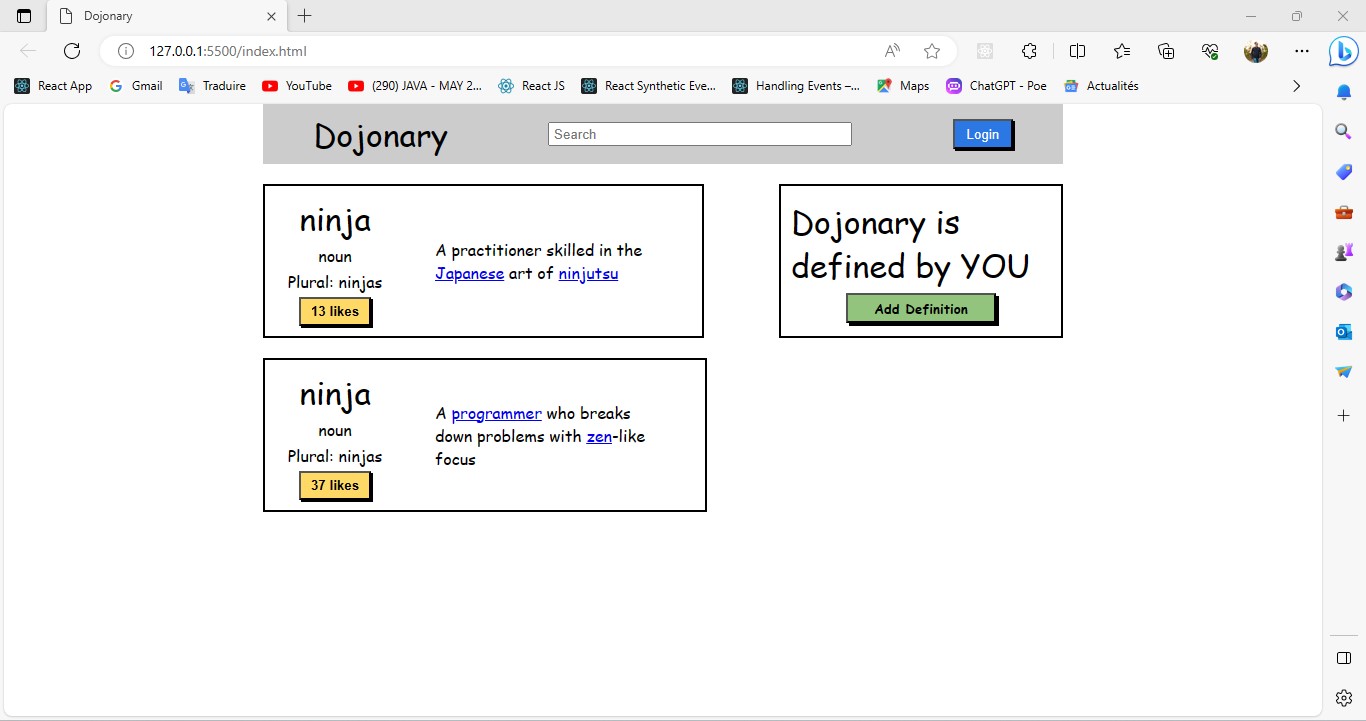 Dojonary
127.0.0.1:5500/index.html
React App Gmail Traduire YouTube (290) JAVA - MAY 2... React JS React Synthetic Eve... Handling Events –... Maps ChatGPT - Poe Actualités
Dojonary Search Login
ninja
noun
Plural: ninjas
13 likes
A practitioner skilled in the
Japanese art of ninjutsu
Dojonary is
defined by YOU
Add Definition
ninja
noun
Plural: ninjas
37 likes
A programmer who breaks
down problems with zen-like
focus